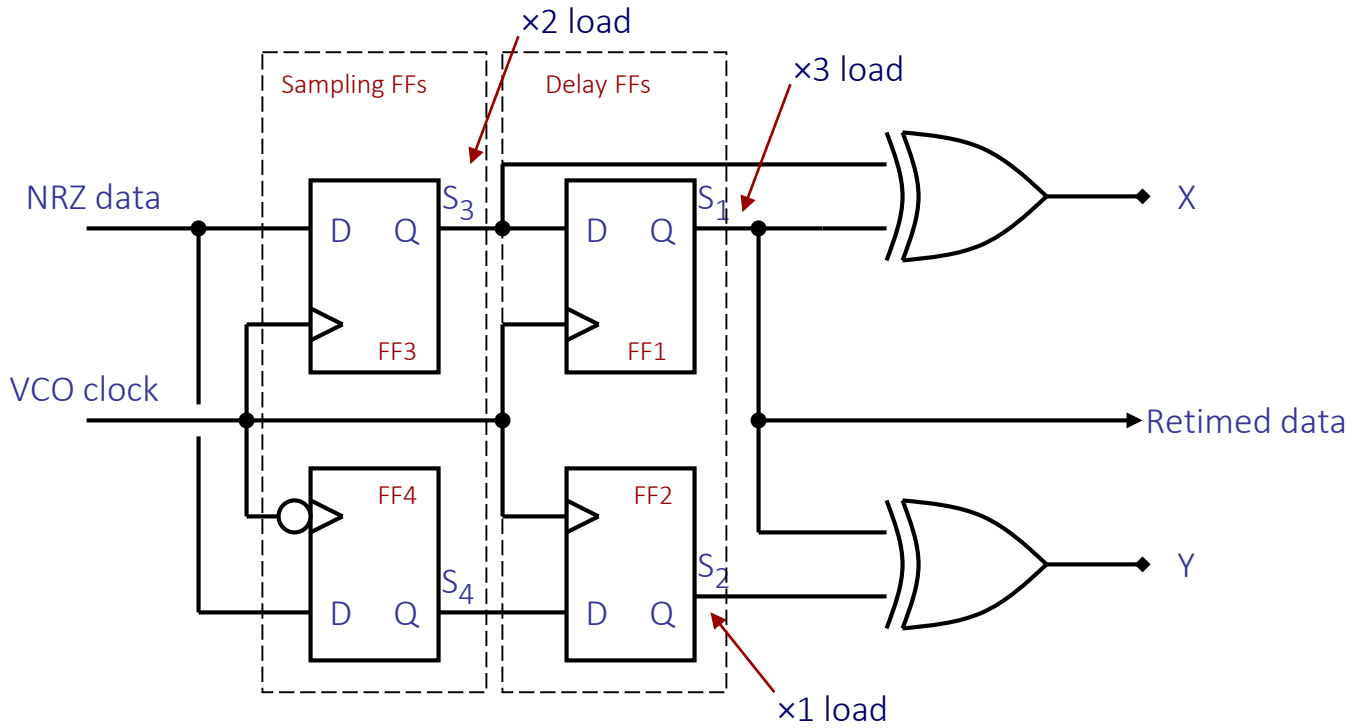 ×2 load
Sampling FFs
Delay FFs
×3 load
NRZ data
D Q
S3
D Q
S1
X
FF3
FF1
VCO clock
Retimed data
FF4
FF2
S4
S2
Y
D Q
D Q
×1 load